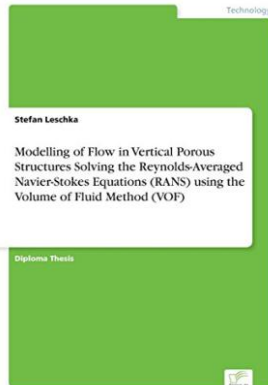 Technology
Stefan Leschka
Modelling of Flow in Vertical Porous
Structures Solving the Reynolds-Averaged
Navier-Stokes Equations (RANS) using the
Volume of Fluid Method (VOF)
Diploma Thesis